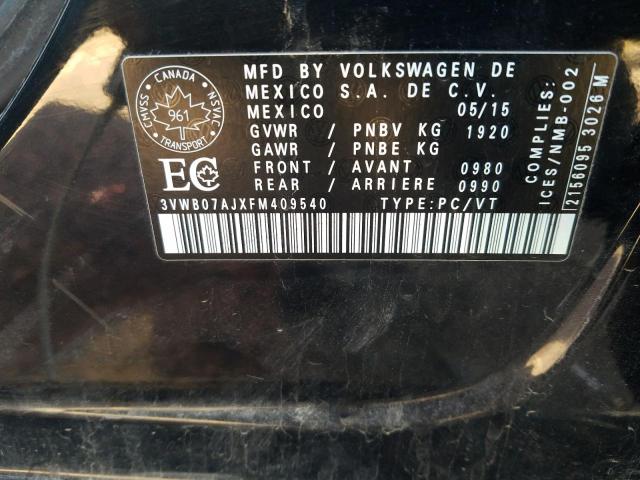 CANADA
CMVSS
NSVAC
961
TRANSPORT
EC
MFD BY VOLKSWAGEN DE
MEXICO S.A. DE C.V.
MEXICO 05/15
GVWR / PNBV KG 1920
GAWR / PNBE KG
FRONT / AVANT 0980
REAR / ARRIERE 0990
3VWB07AJXFM409540 TYPE:PC/VT
COMPLIES:
ICES/NMB-002
2156095 3026 M